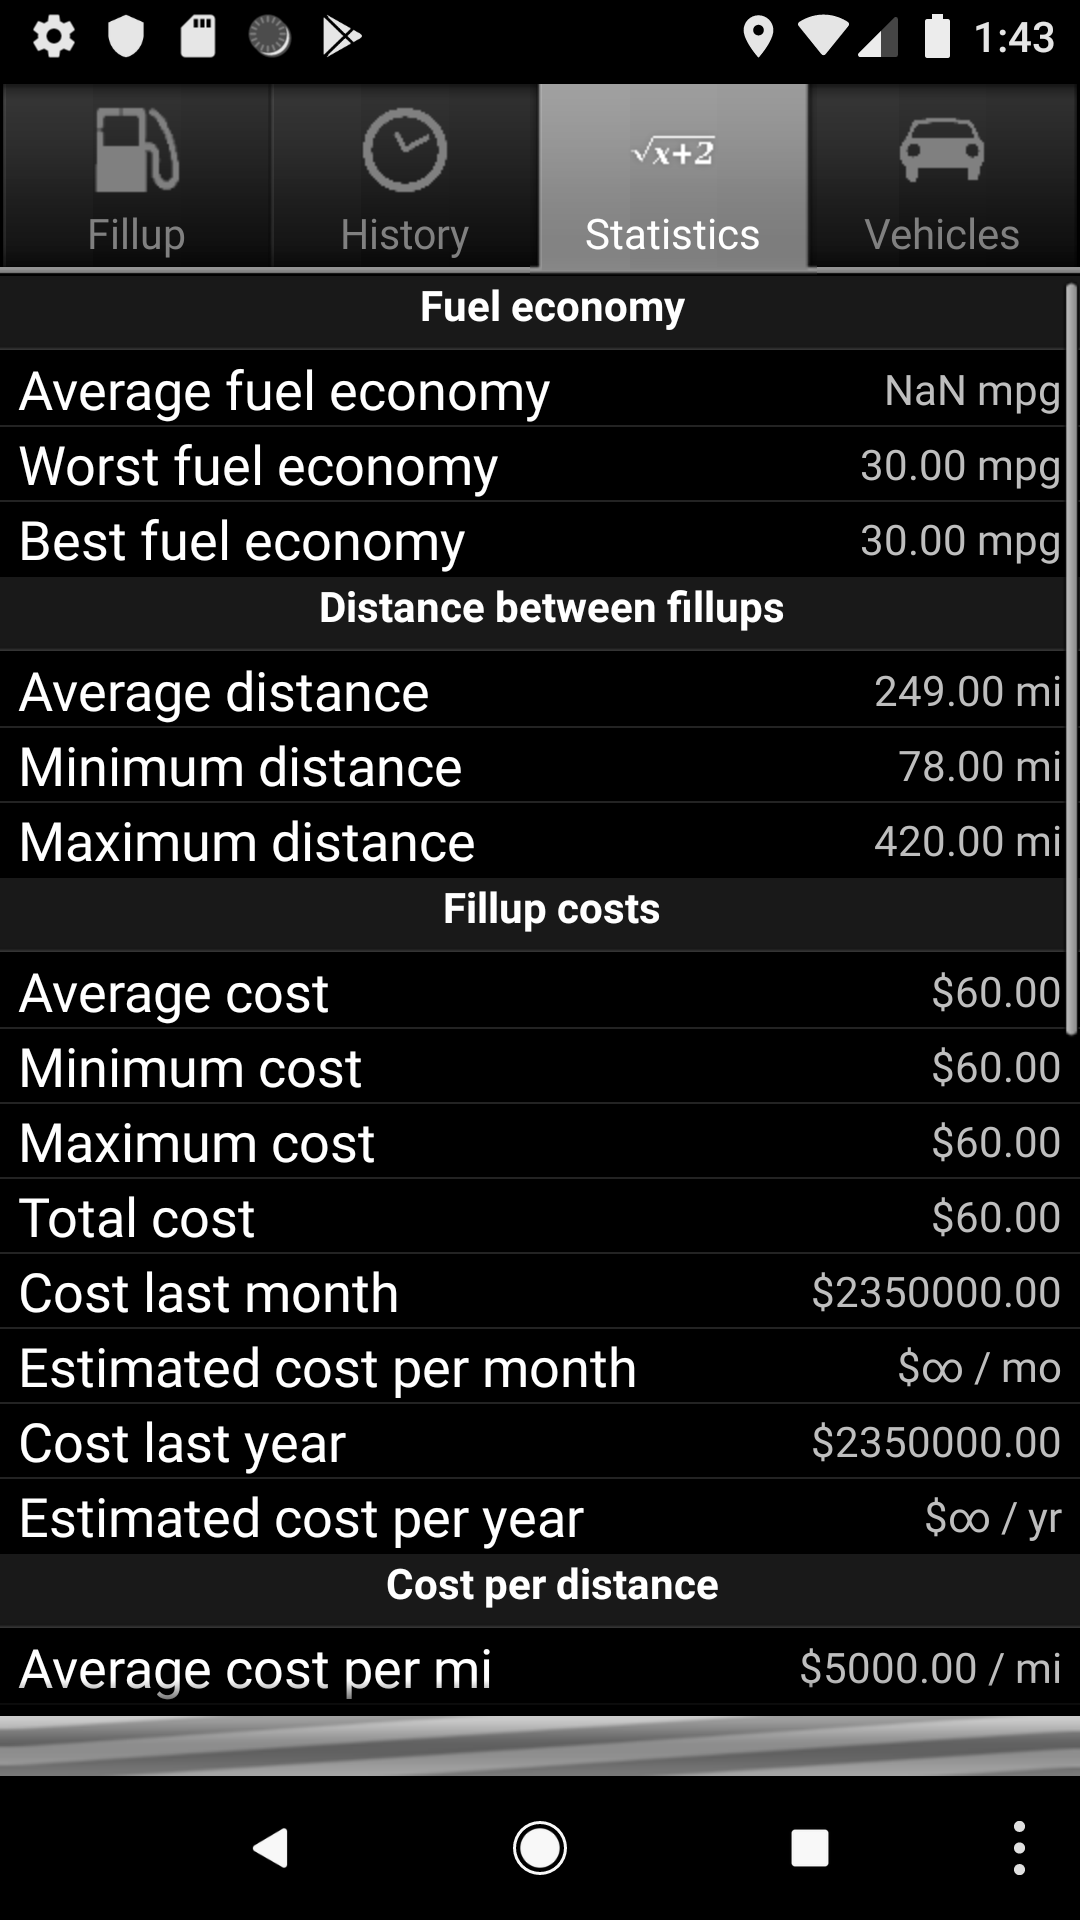 1:43
√x+2
Fillup History Statistics Vehicles
Fuel economy
Average fuel economy NaN mpg
Worst fuel economy 30.00 mpg
Best fuel economy 30.00 mpg
Distance between fillups
Average distance 249.00 mi
Minimum distance 78.00 mi
Maximum distance 420.00 mi
Fillup costs
Average cost $60.00
Minimum cost $60.00
Maximum cost $60.00
Total cost $60.00
Cost last month $2350000.00
Estimated cost per month $∞ / mo
Cost last year $2350000.00
Estimated cost per year $∞ / yr
Cost per distance
Average cost per mi $5000.00 / mi